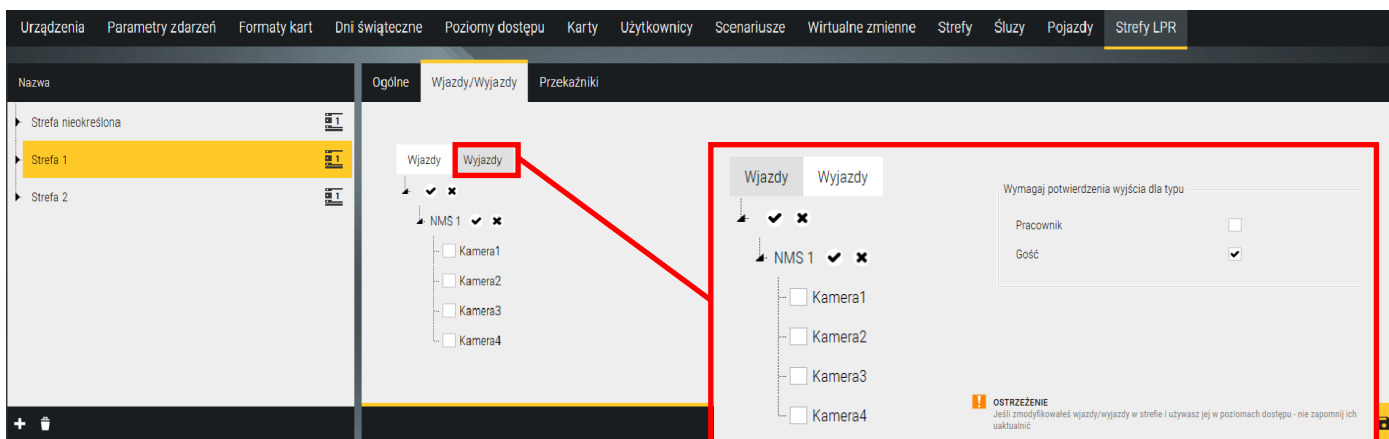 Urządzenia Parametry zdarzeń Formaty kart Dni świąteczne Poziomy dostępu Karty Użytkownicy Scenariusze Wirtualne zmienne Strefy Śluzy Pojazdy Strefy LPR
Nazwa
Strefa nieokreślona 1
Strefa 1 1
Strefa 2 1
Ogólne Wjazdy/Wyjazdy Przekaźniki
Wjazdy Wyjazdy
NMS 1
Kamera1
Kamera2
Kamera3
Kamera4
Wjazdy Wyjazdy
NMS 1
Kamera1
Kamera2
Kamera3
Kamera4
Wymagaj potwierdzenia wyjścia dla typu
Pracownik
Gość
OSTRZEŻENIE
Jeśli zmodyfikowałeś wjazdy/wyjazdy w strefie i używasz jej w poziomach dostępu - nie zapomnij ich
uaktualnić